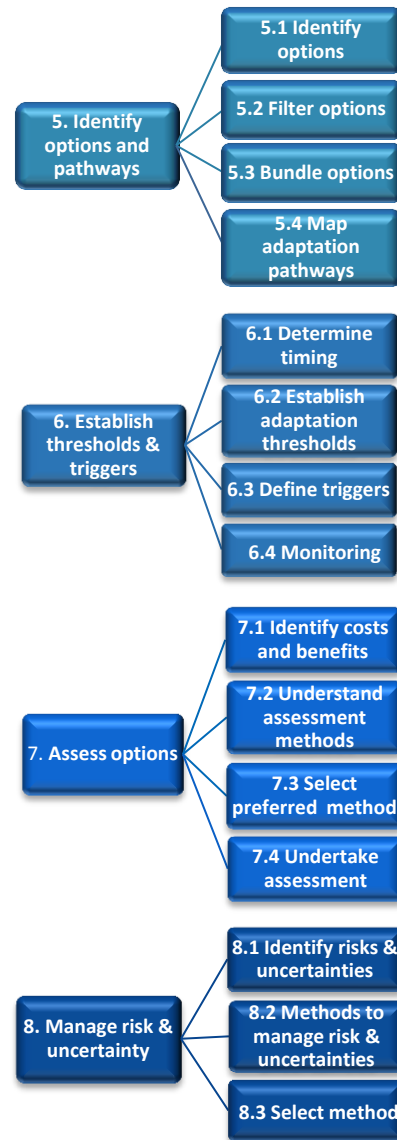 5.1 Identify
options
5.2 Filter options
5. Identify
options and
pathways
5.3 Bundle options
5.4 Map
adaptation
pathways
6.1 Determine
timing
6.2 Establish
adaptation
thresholds
6. Establish
thresholds &
triggers
6.3 Define triggers
6.4 Monitoring
7.1 Identify costs
and benefits
7.2 Understand
assessment
methods
7. Assess options
7.3 Select
preferred method
7.4 Undertake
assessment
8.1 Identify risks &
uncertainties
8.2 Methods to
manage risk &
uncertainties
8. Manage risk &
uncertainty
8.3 Select method